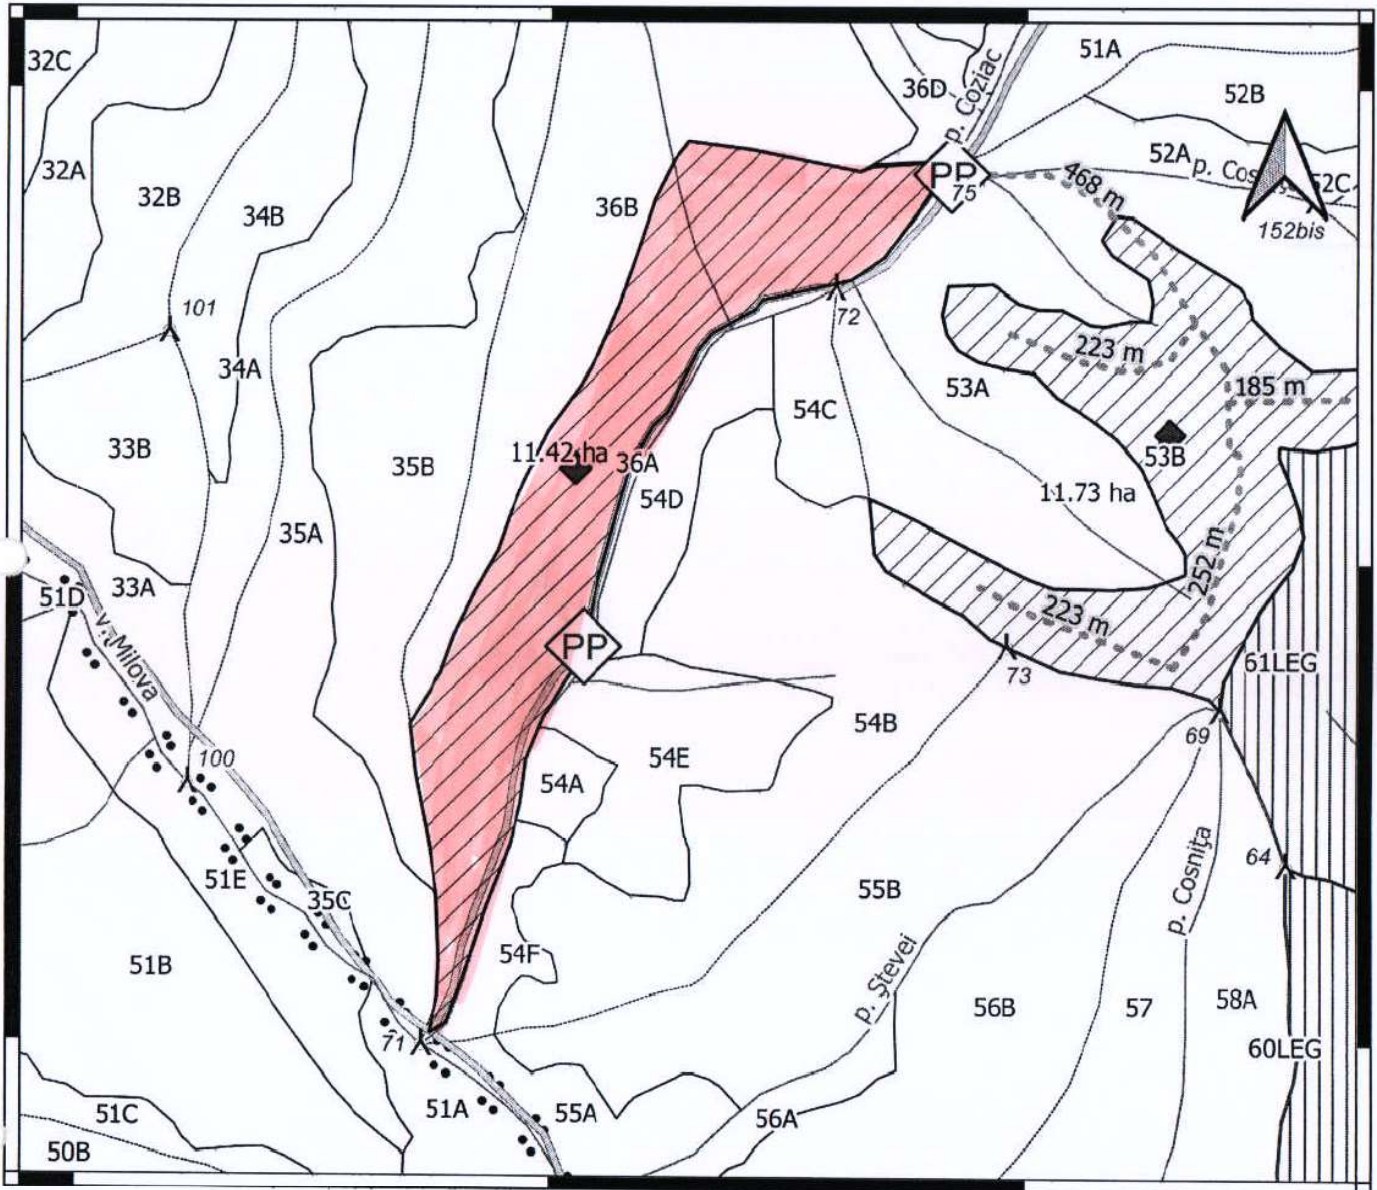 32C
51A
36D
p. Coziac
52B
32A
52A
p. Cos
52C
PP
75
468 m
32B
34B
36B
152bis
101
72
223 m
34A
185 m
53A
54C
33B
35B
11.42 ha
36A
53B
54D
11.73 ha
35A
252 m
33A
51D
v. Milova
223 m
PP
73
61LEG
54B
69
100
54E
54A
64
51E
35C
55B
p. Cosnița
54F
51B
p. Ștevei
56B
57
58A
71
60LEG
51C
51A
55A
56A
50B